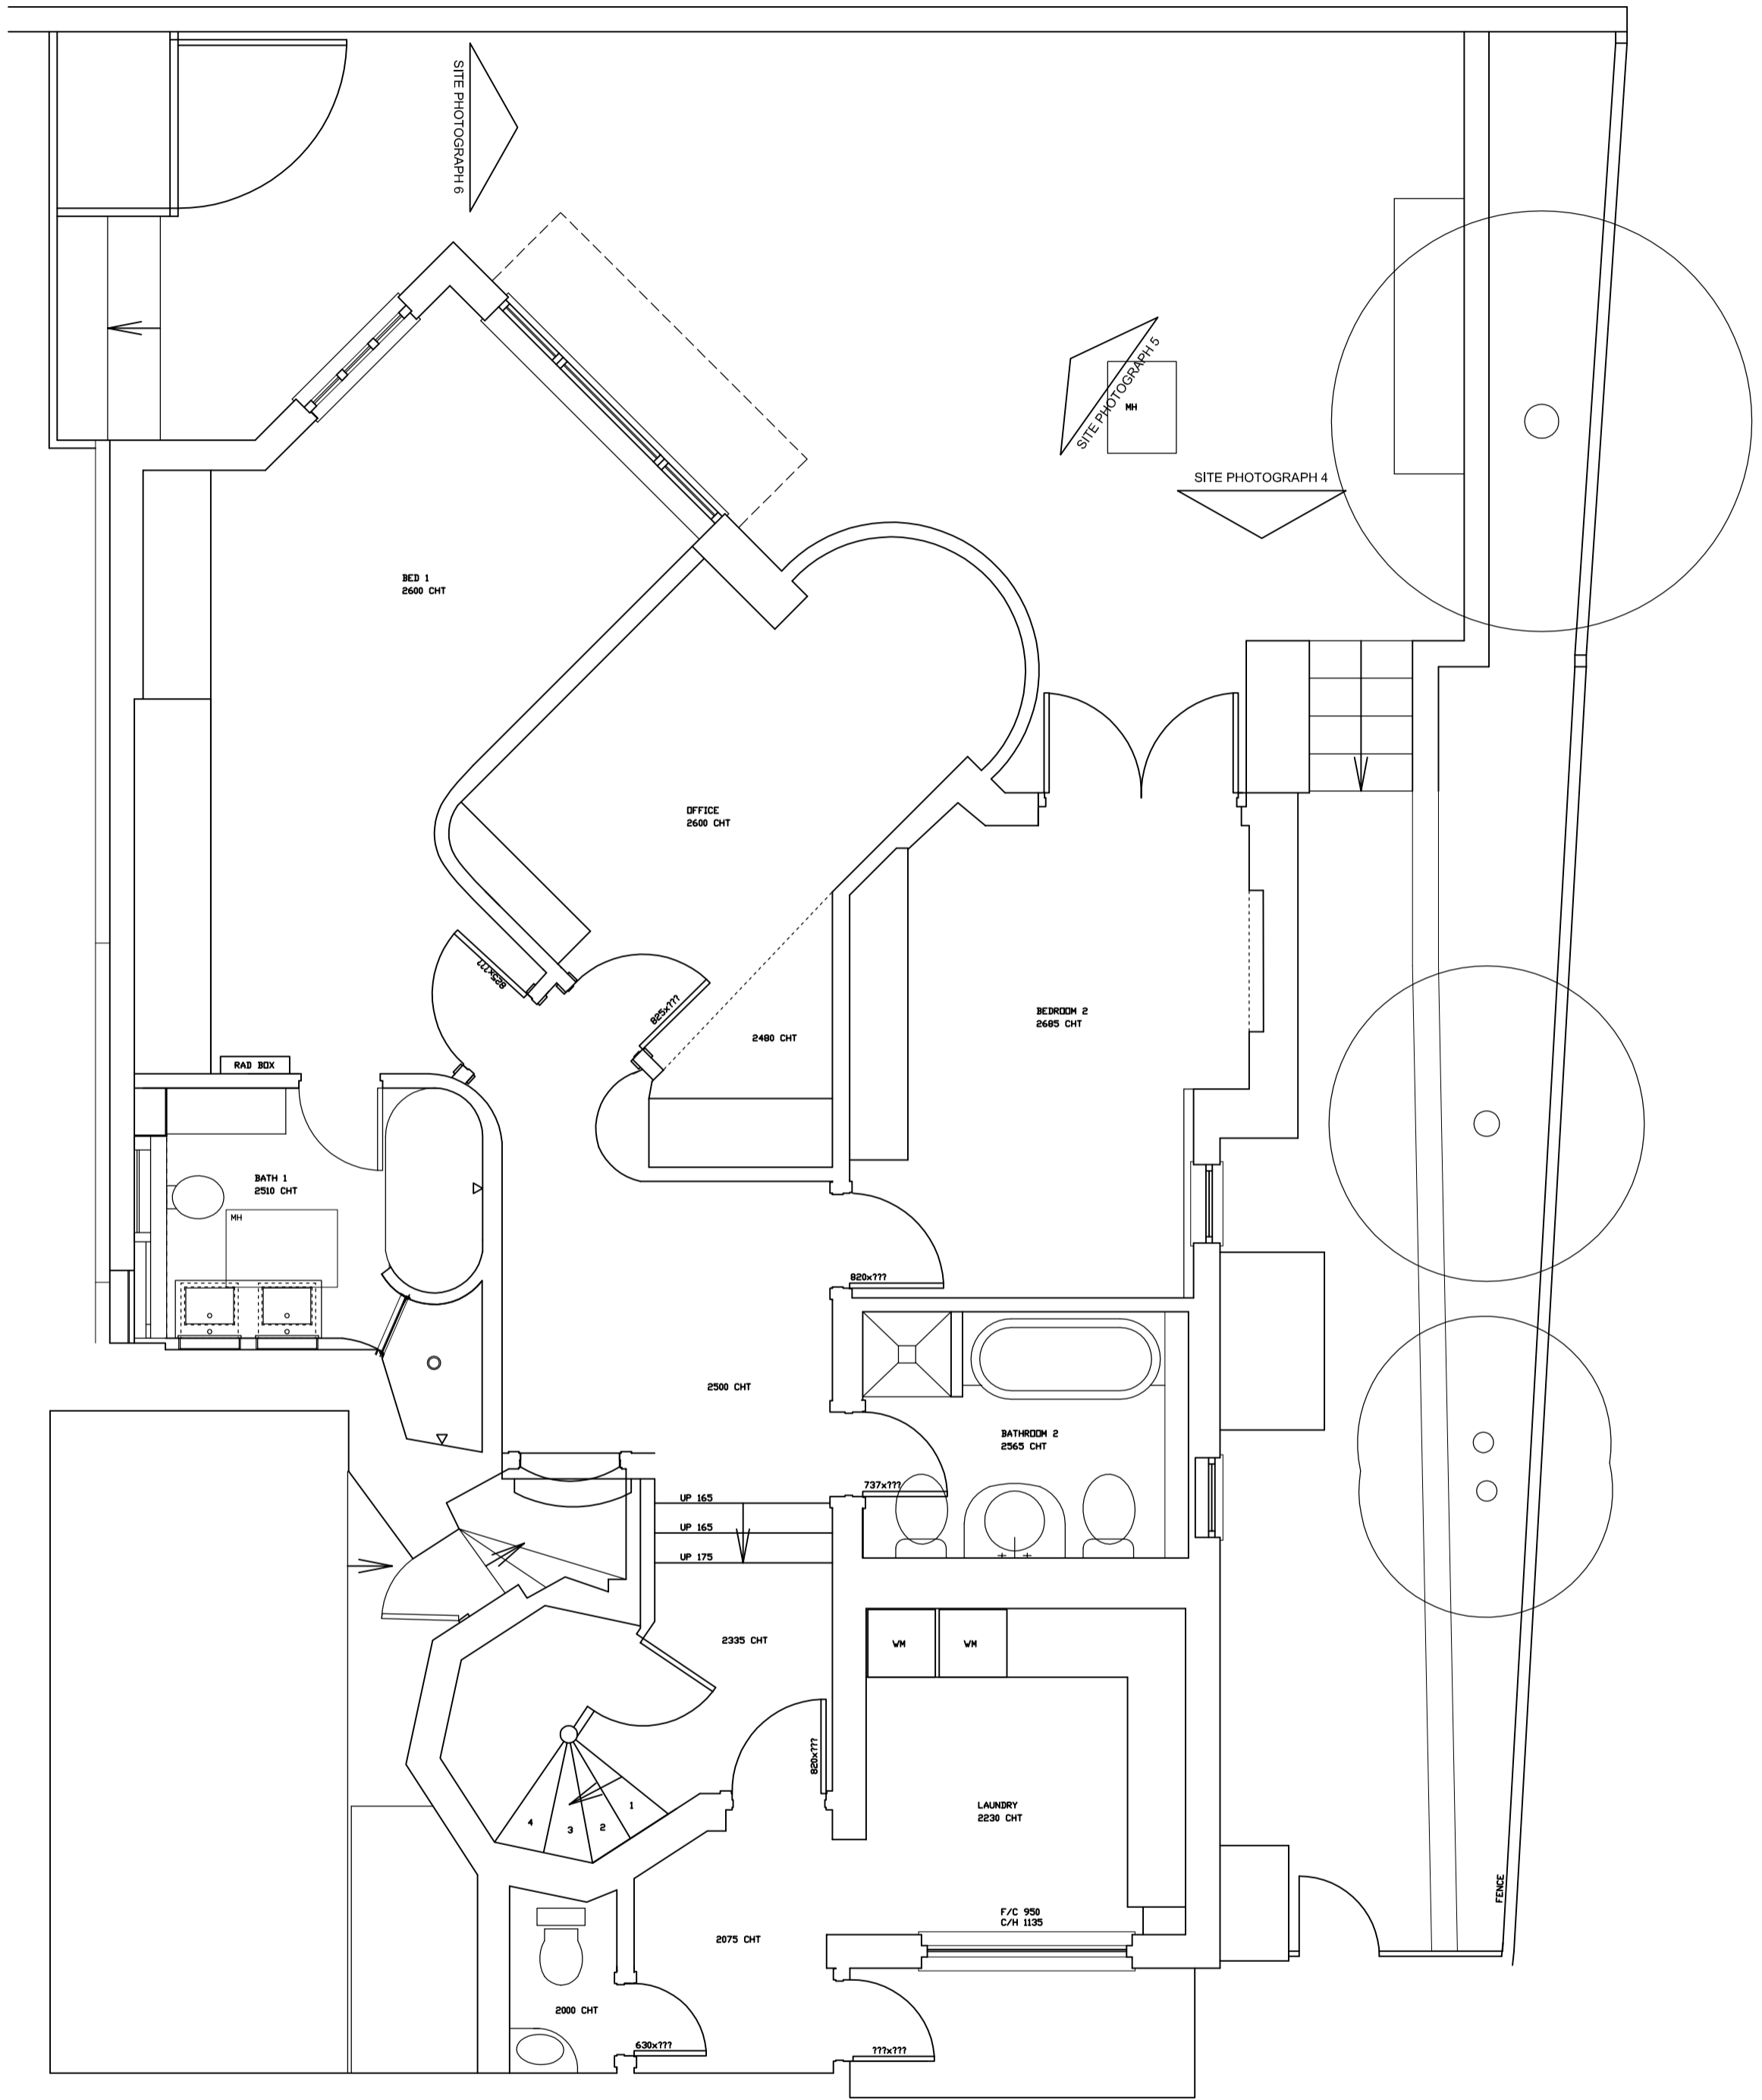 SITE PHOTOGRAPH 6
SITE PHOTOGRAPH 5
MH
SITE PHOTOGRAPH 4
BED 1
2600 CHT
OFFICE
2600 CHT
825x???
825x???
2480 CHT
BEDROOM 2
2685 CHT
RAD BOX
BATH 1
2510 CHT
MH
820x???
2500 CHT
BATHROOM 2
2565 CHT
737x???
UP 165
UP 165
UP 175
2335 CHT
WM
WM
820x???
LAUNDRY
2230 CHT
1
2
3
4
F/C 950
C/H 1135
FENCE
2075 CHT
2000 CHT
630x???
???x???